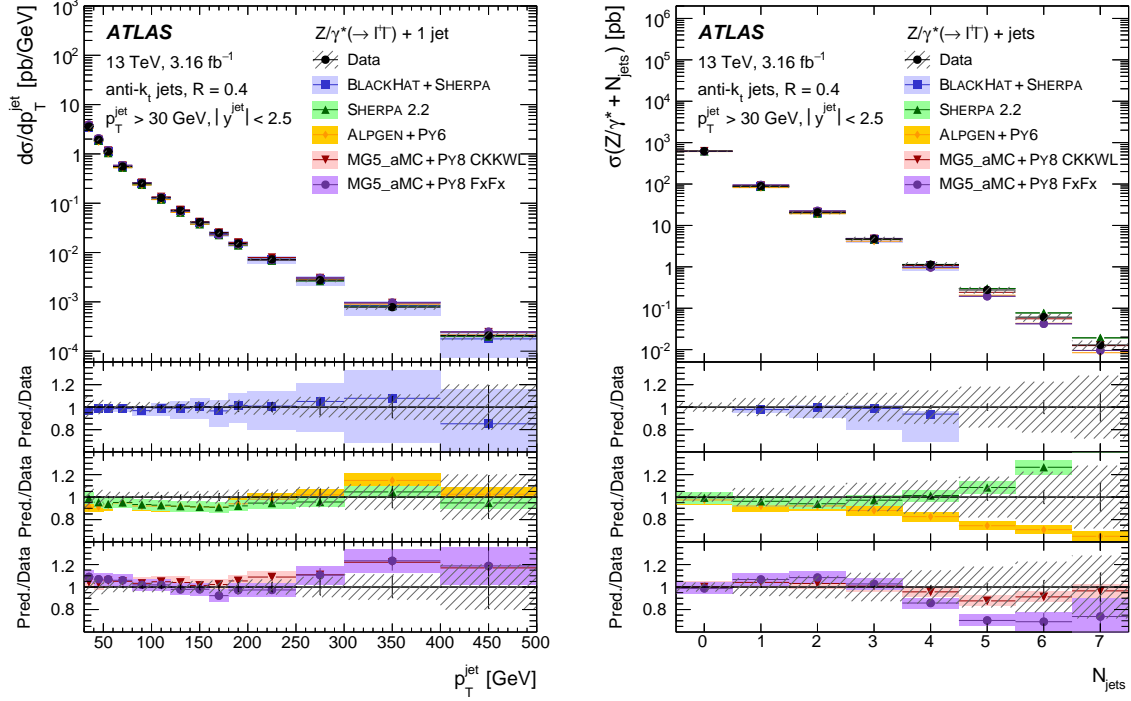 ATLAS
Z/γ*(→ l⁺l⁻) + 1 jet
13 TeV, 3.16 fb⁻¹
anti-kₜ jets, R = 0.4
p_T^jet > 30 GeV, |y^jet| < 2.5
Data
BLACKHAT + SHERPA
SHERPA 2.2
ALPGEN + PY6
MG5_aMC + PY8 CKKWL
MG5_aMC + PY8 FxFx
dσ/dp_T^jet [pb/GeV]
10⁵
10⁴
10³
10²
10
1
10⁻¹
10⁻²
10⁻³
10⁻⁴
Pred./Data
1.2
1
0.8
Pred./Data
1.2
1
0.8
Pred./Data
1.2
1
0.8
50 100 150 200 250 300 350 400 450 500
p_T^jet [GeV]
ATLAS
Z/γ*(→ l⁺l⁻) + jets
13 TeV, 3.16 fb⁻¹
anti-kₜ jets, R = 0.4
p_T^jet > 30 GeV, |y^jet| < 2.5
Data
BLACKHAT + SHERPA
SHERPA 2.2
ALPGEN + PY6
MG5_aMC + PY8 CKKWL
MG5_aMC + PY8 FxFx
σ(Z/γ* + N_jets) [pb]
10⁶
10⁵
10⁴
10³
10²
10
1
10⁻¹
10⁻²
Pred./Data
1.2
1
0.8
Pred./Data
1.2
1
0.8
Pred./Data
1.2
1
0.8
0 1 2 3 4 5 6 7
N_jets